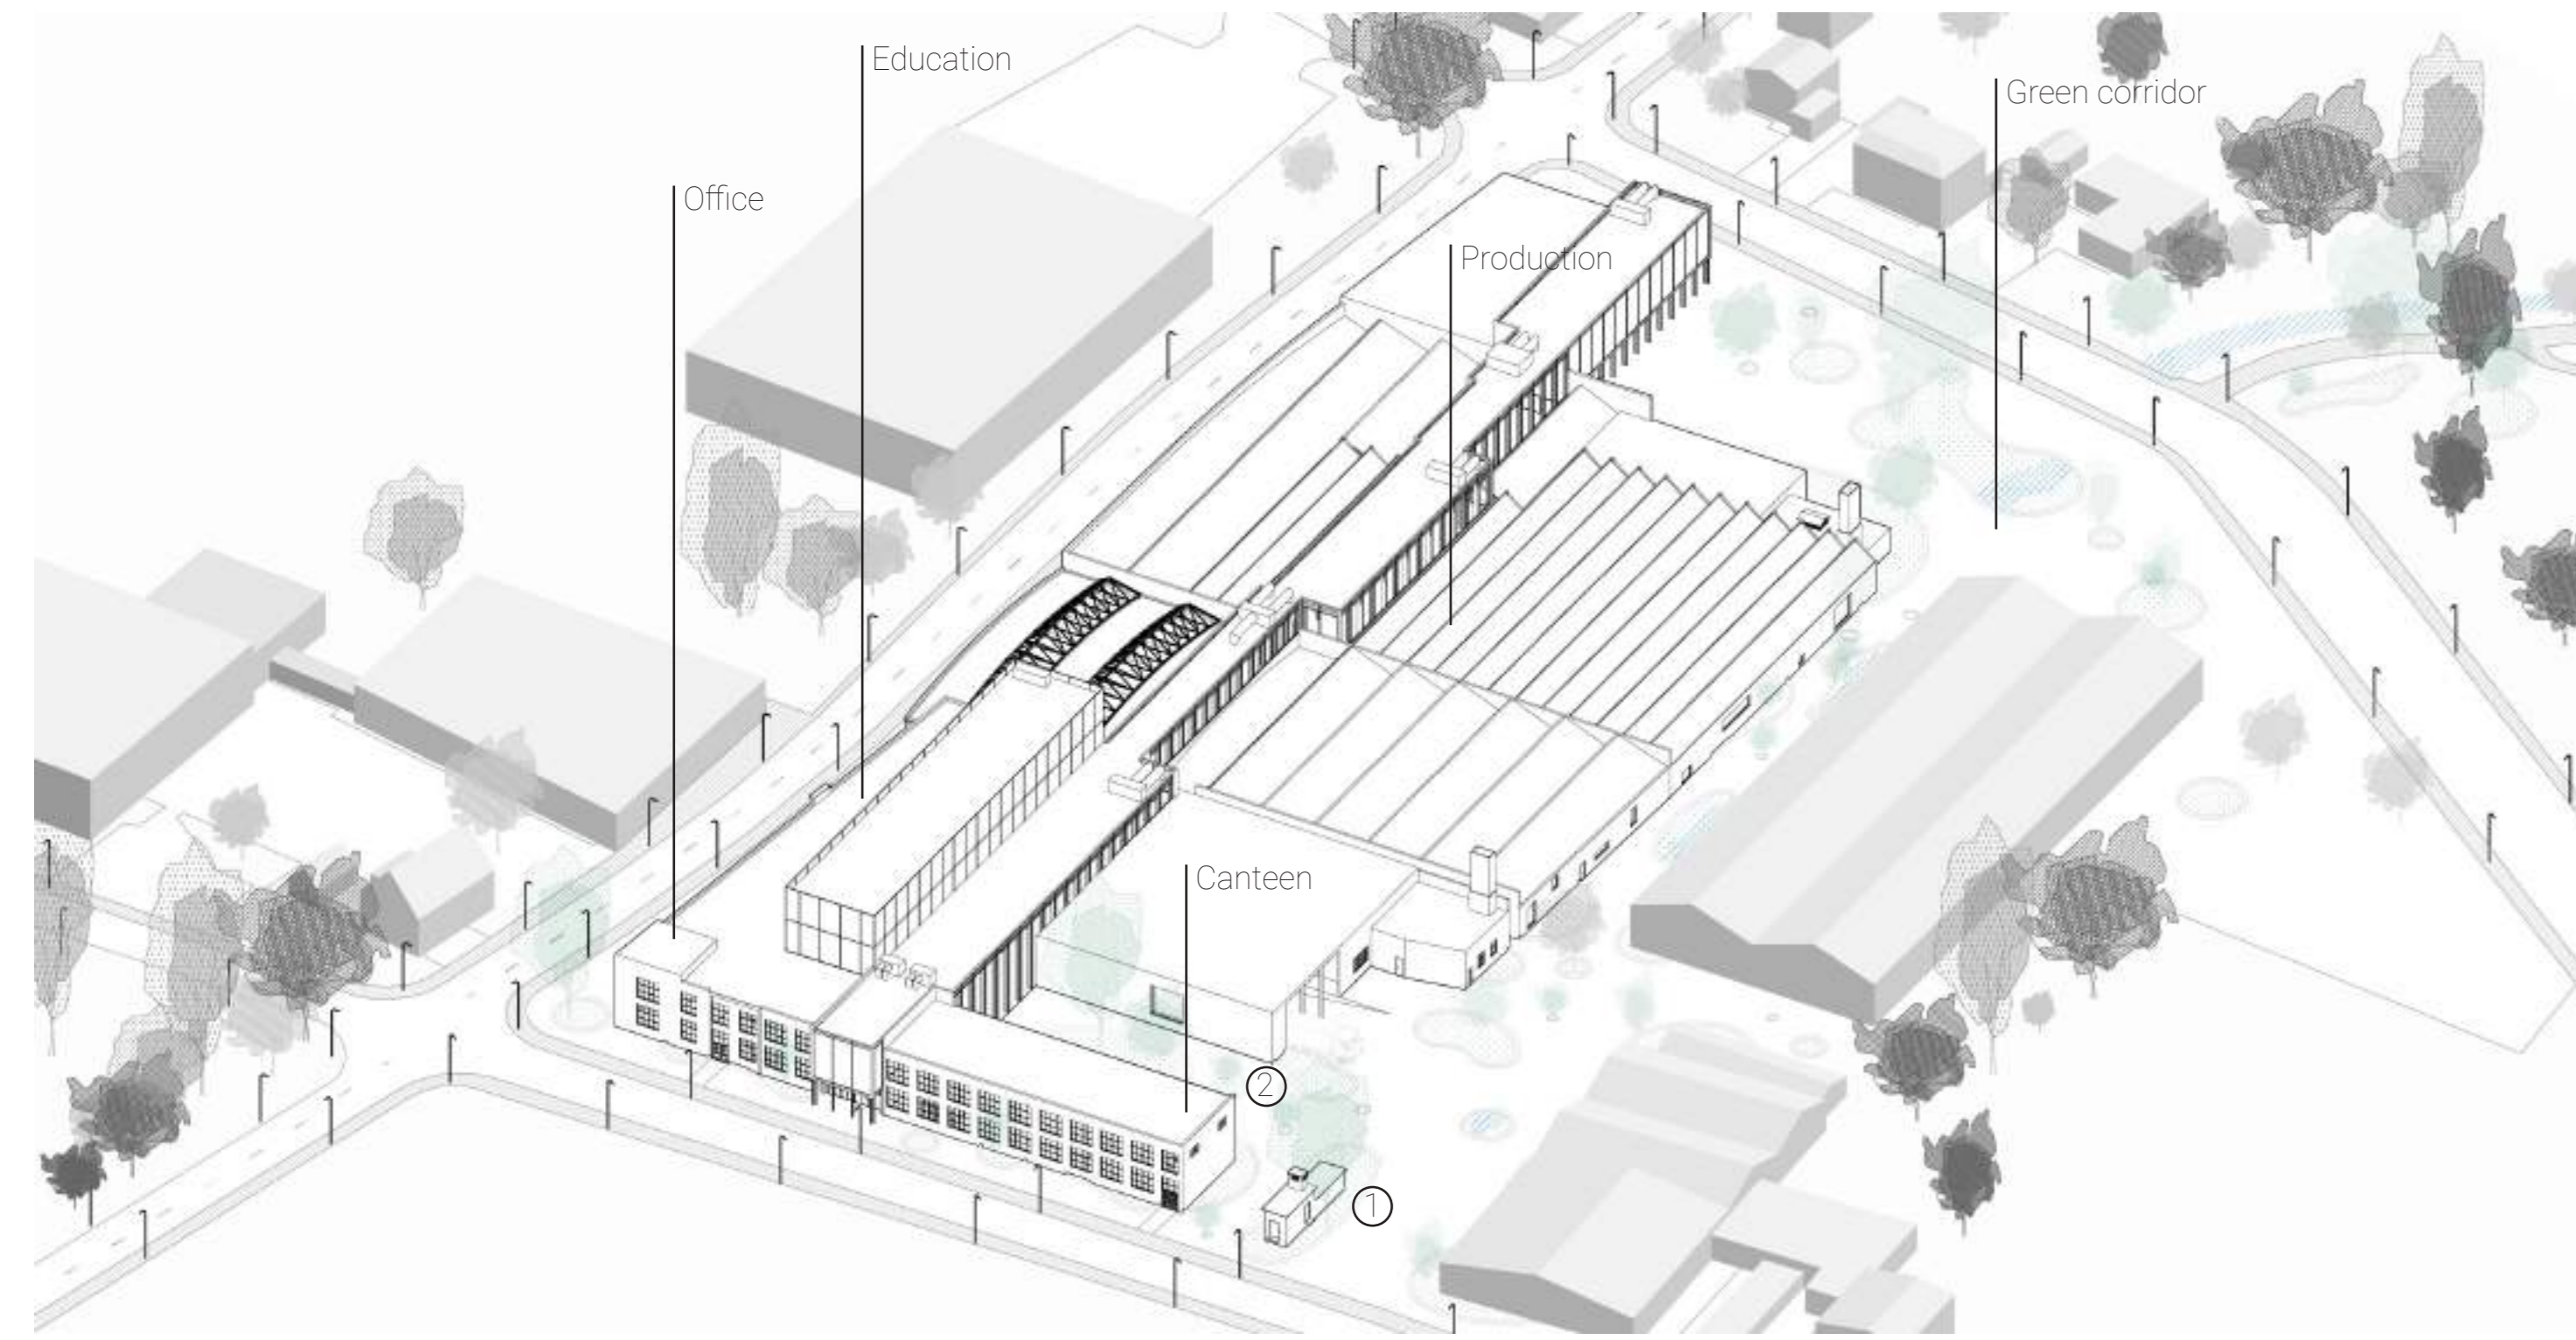 Education
Green corridor
Office
Production
Canteen
2
1